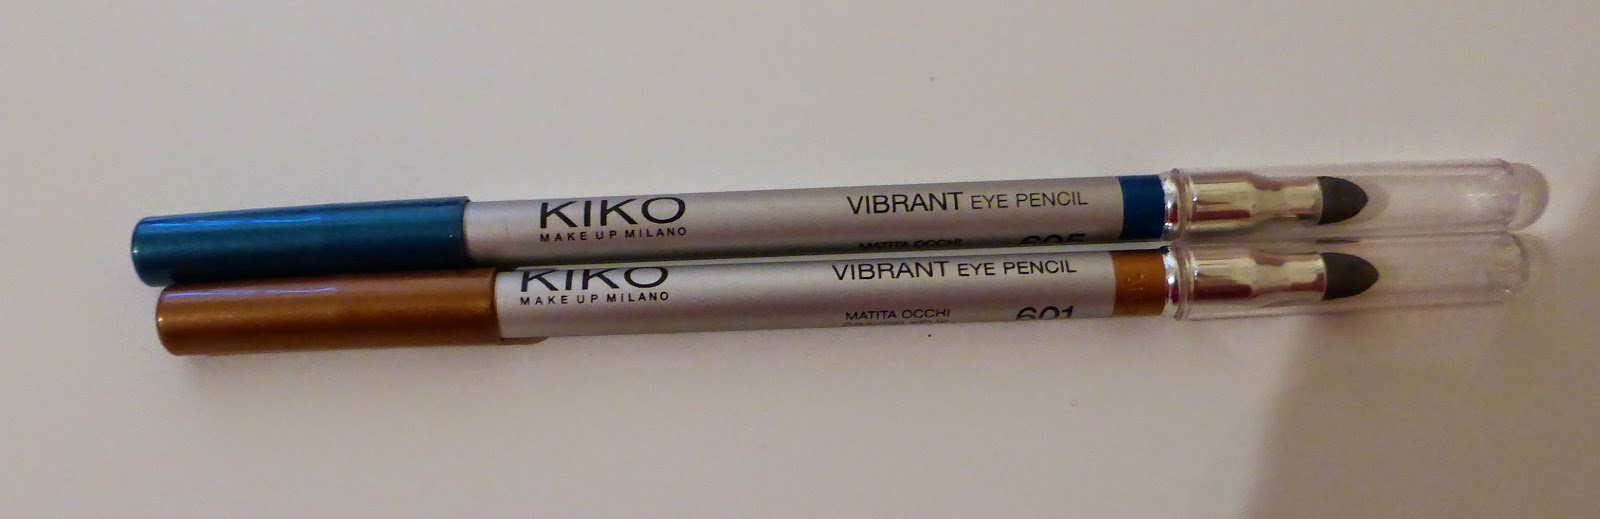 KIKO
MAKE UP MILANO
VIBRANT EYE PENCIL
MATITA OCCHI 605
KIKO
MAKE UP MILANO
VIBRANT EYE PENCIL
MATITA OCCHI 601